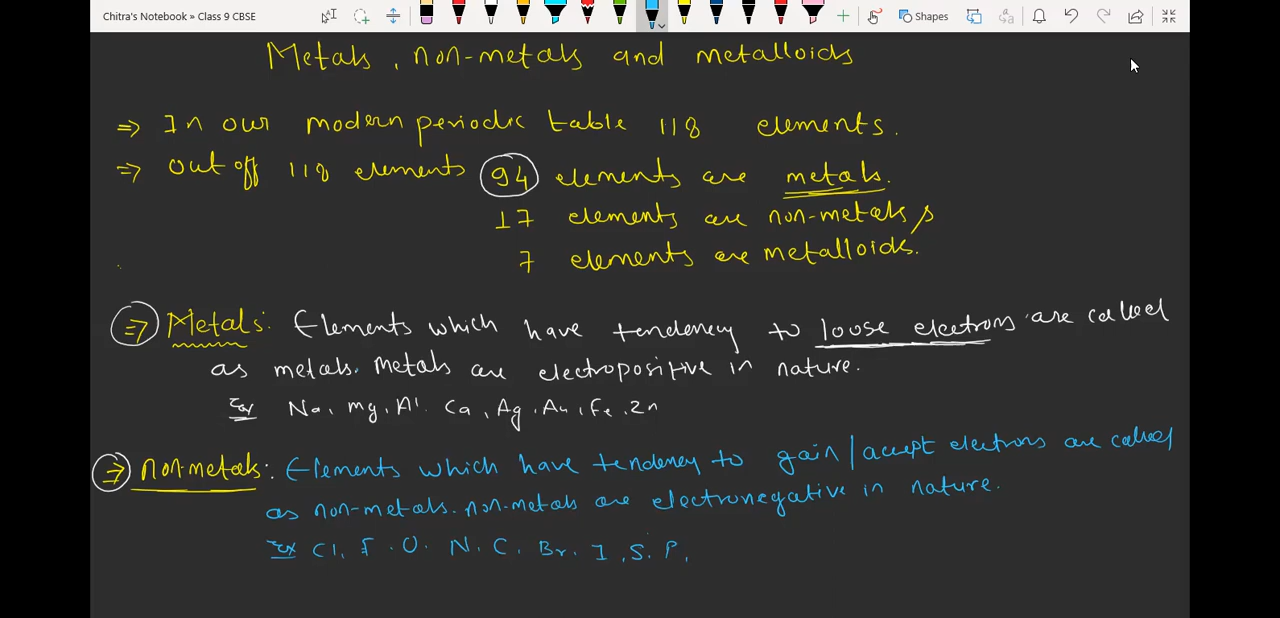 Chitra's Notebook » Class 9 CBSE
Shapes
Metals, non-metals and metalloids
⇒ In our modern periodic table 118 elements.
⇒ out off 118 elements 94 elements are metals.
17 elements are non-metals,
7 elements are metalloids.
⇒ Metals: Elements which have tendency to loose electrons are called
as metals. Metals are electropositive in nature.
Ex Na, Mg, Al, Ca, Ag, Au, Fe, Zn
⇒ non-metals: Elements which have tendency to gain/accept electrons are called
as non-metals. non-metals are electronegative in nature.
Ex Cl, F, O, N, C, Br, I, S, P,